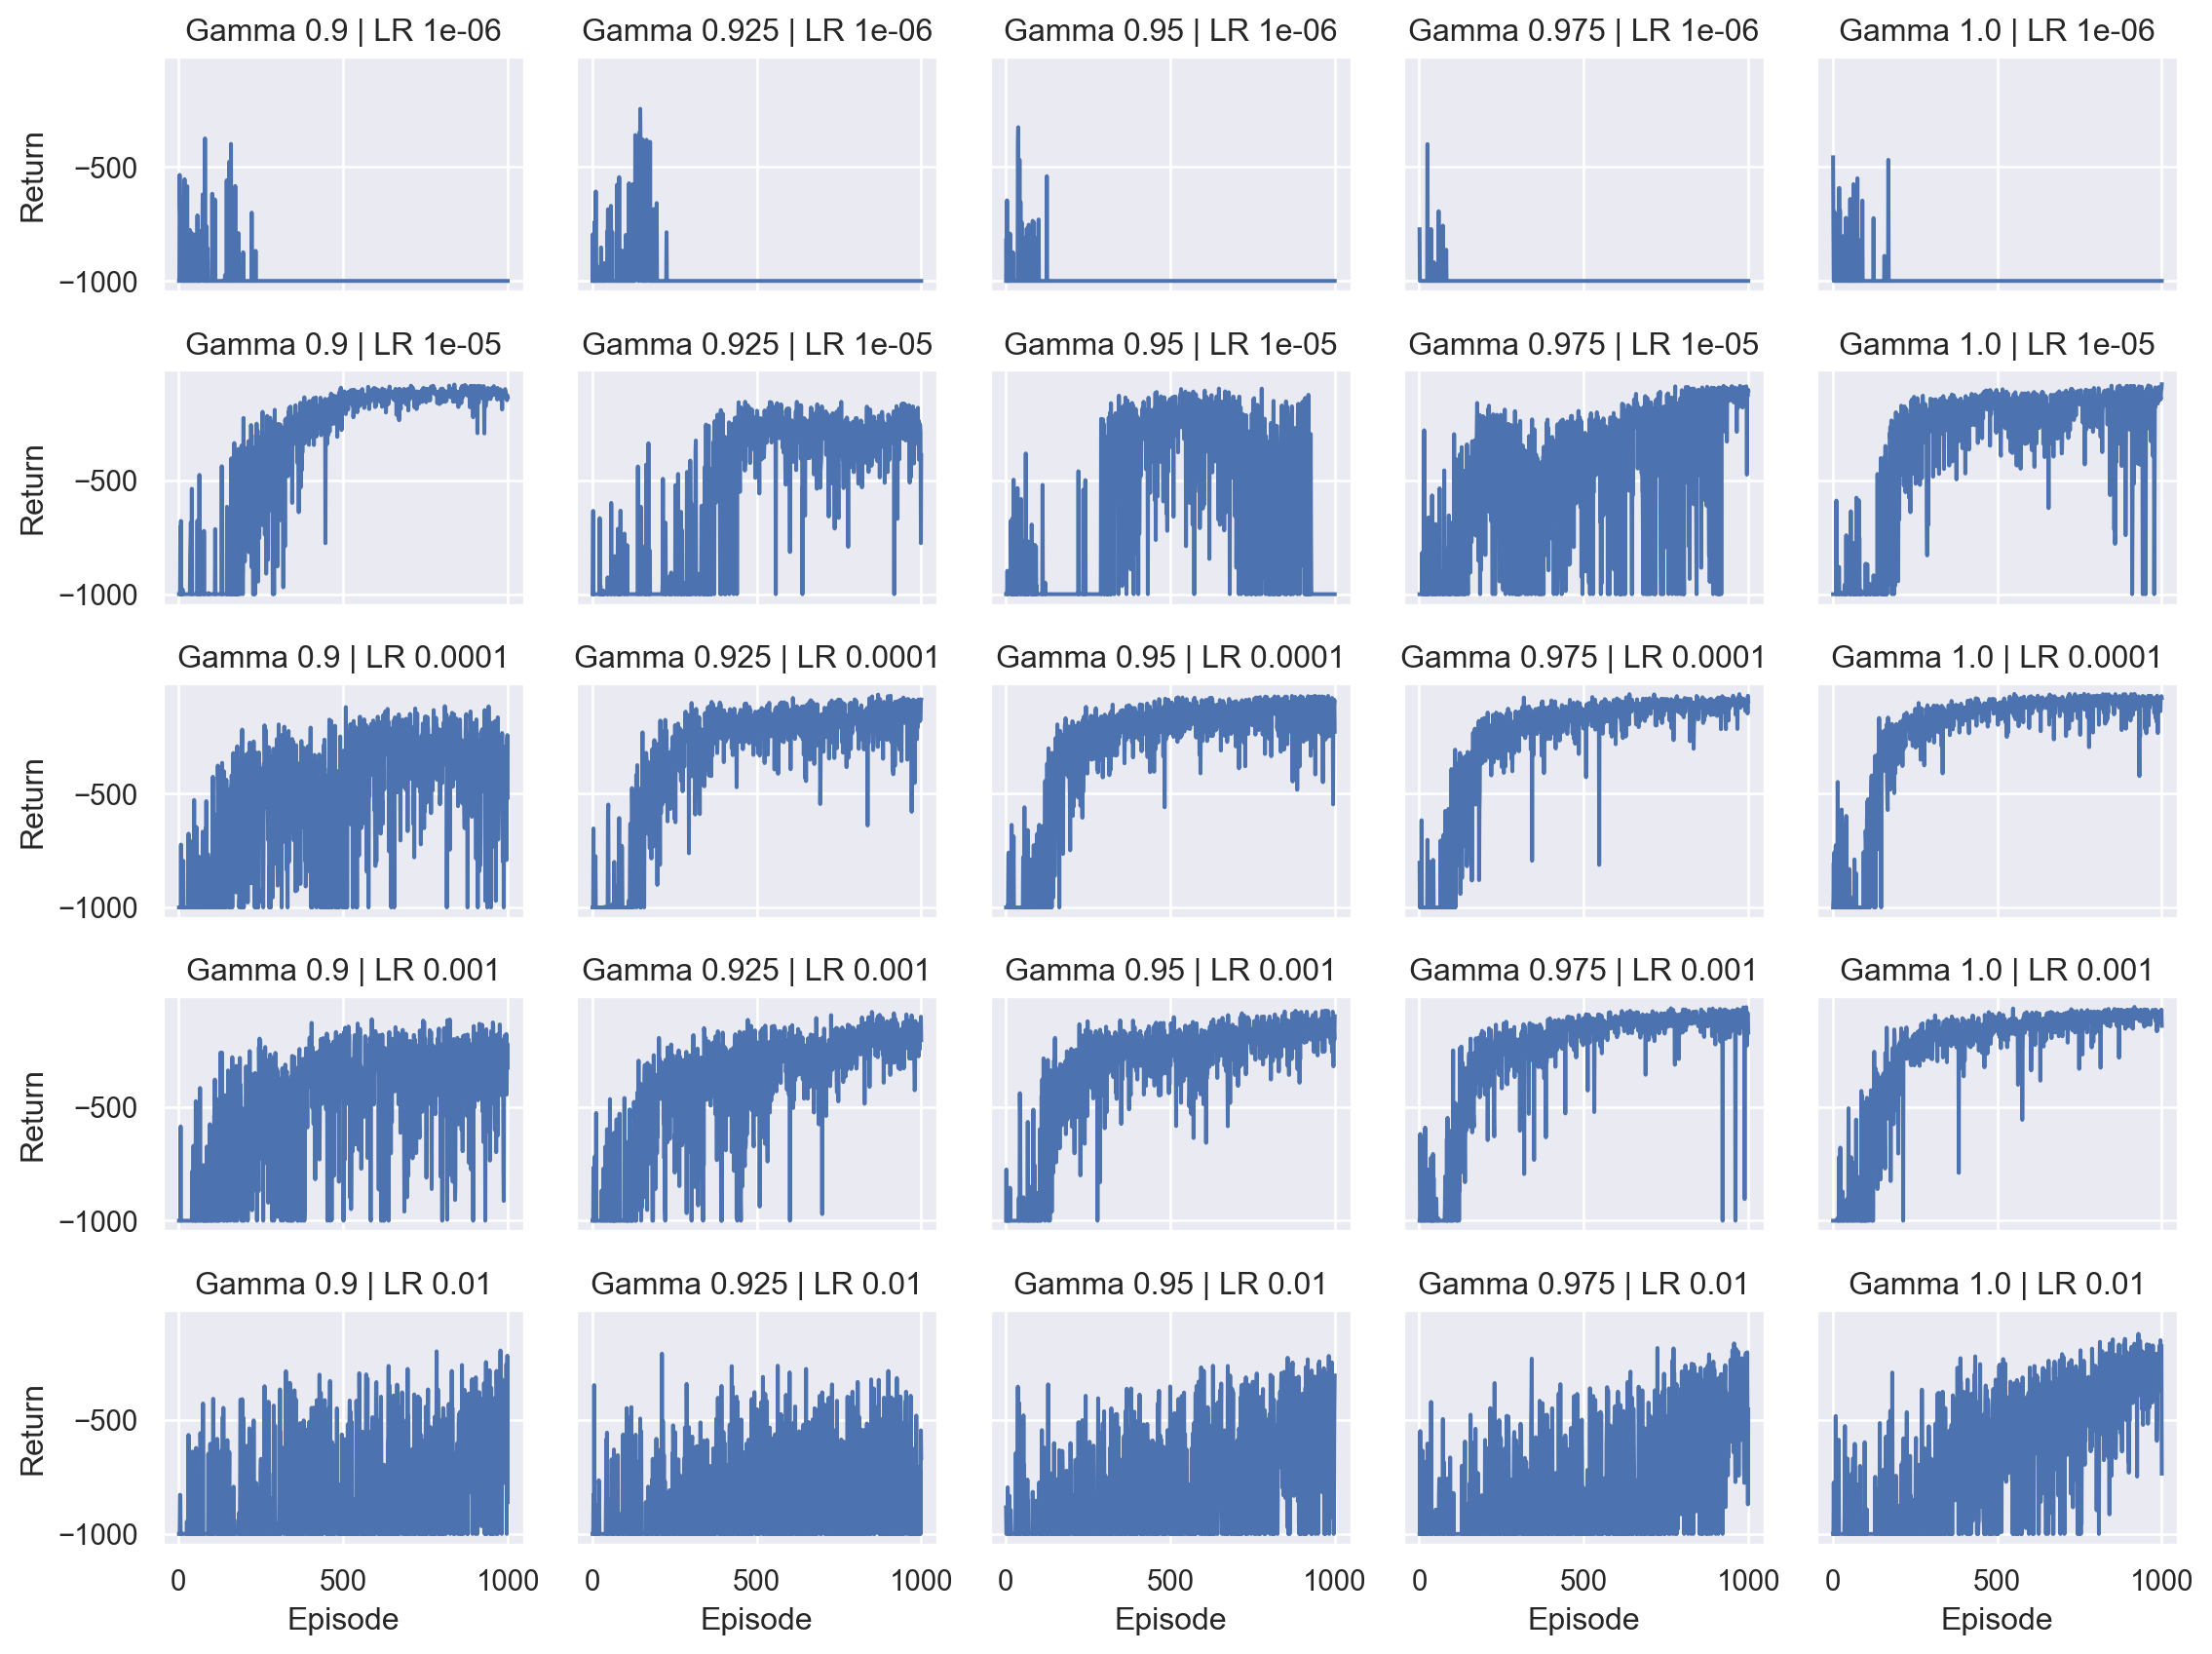 Gamma 0.9 | LR 1e-06
Gamma 0.925 | LR 1e-06
Gamma 0.95 | LR 1e-06
Gamma 0.975 | LR 1e-06
Gamma 1.0 | LR 1e-06
Return
−500
−1000
Gamma 0.9 | LR 1e-05
Gamma 0.925 | LR 1e-05
Gamma 0.95 | LR 1e-05
Gamma 0.975 | LR 1e-05
Gamma 1.0 | LR 1e-05
Return
−500
−1000
Gamma 0.9 | LR 0.0001
Gamma 0.925 | LR 0.0001
Gamma 0.95 | LR 0.0001
Gamma 0.975 | LR 0.0001
Gamma 1.0 | LR 0.0001
Return
−500
−1000
Gamma 0.9 | LR 0.001
Gamma 0.925 | LR 0.001
Gamma 0.95 | LR 0.001
Gamma 0.975 | LR 0.001
Gamma 1.0 | LR 0.001
Return
−500
−1000
Gamma 0.9 | LR 0.01
Gamma 0.925 | LR 0.01
Gamma 0.95 | LR 0.01
Gamma 0.975 | LR 0.01
Gamma 1.0 | LR 0.01
Return
−500
−1000
0 500 1000
0 500 1000
0 500 1000
0 500 1000
0 500 1000
Episode
Episode
Episode
Episode
Episode